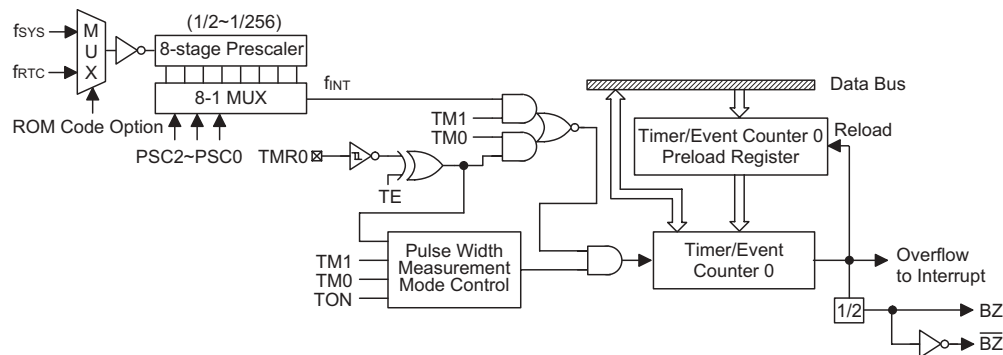 fSYS
fRTC
M
U
X
ROM Code Option
(1/2~1/256)
8-stage Prescaler
8-1 MUX
PSC2~PSC0
fINT
TM1
TM0
TMR0
TE
TM1
TM0
TON
Pulse Width
Measurement
Mode Control
Data Bus
Timer/Event Counter 0
Preload Register
Reload
Timer/Event
Counter 0
Overflow
to Interrupt
1/2
BZ
B̅Z̅